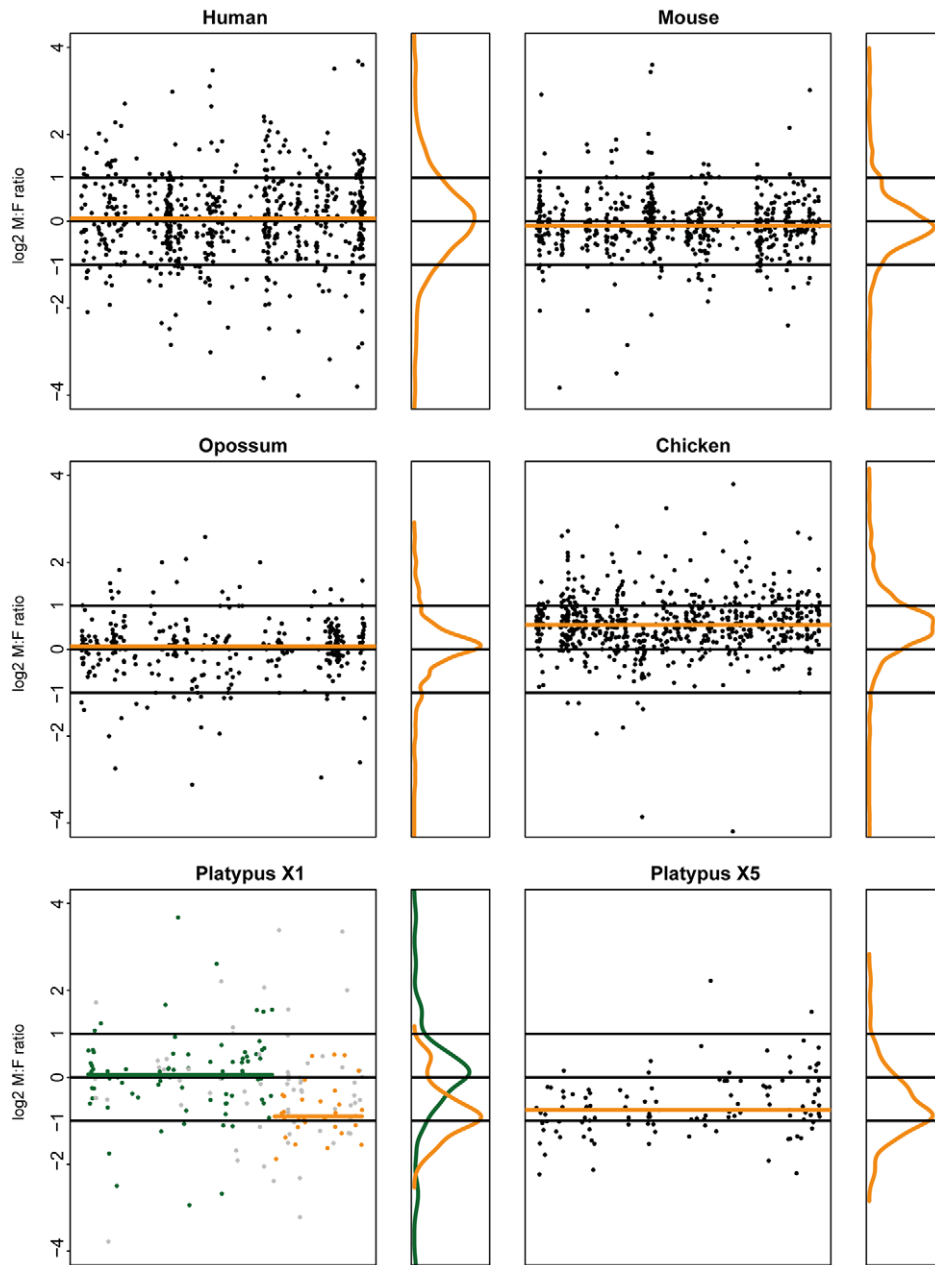 Human
Mouse
4
2
1
0
1
−2
−4
log2 M:F ratio
Opossum
Chicken
4
2
1
0
1
−2
−4
log2 M:F ratio
Platypus X1
Platypus X5
4
2
1
0
1
−2
−4
log2 M:F ratio